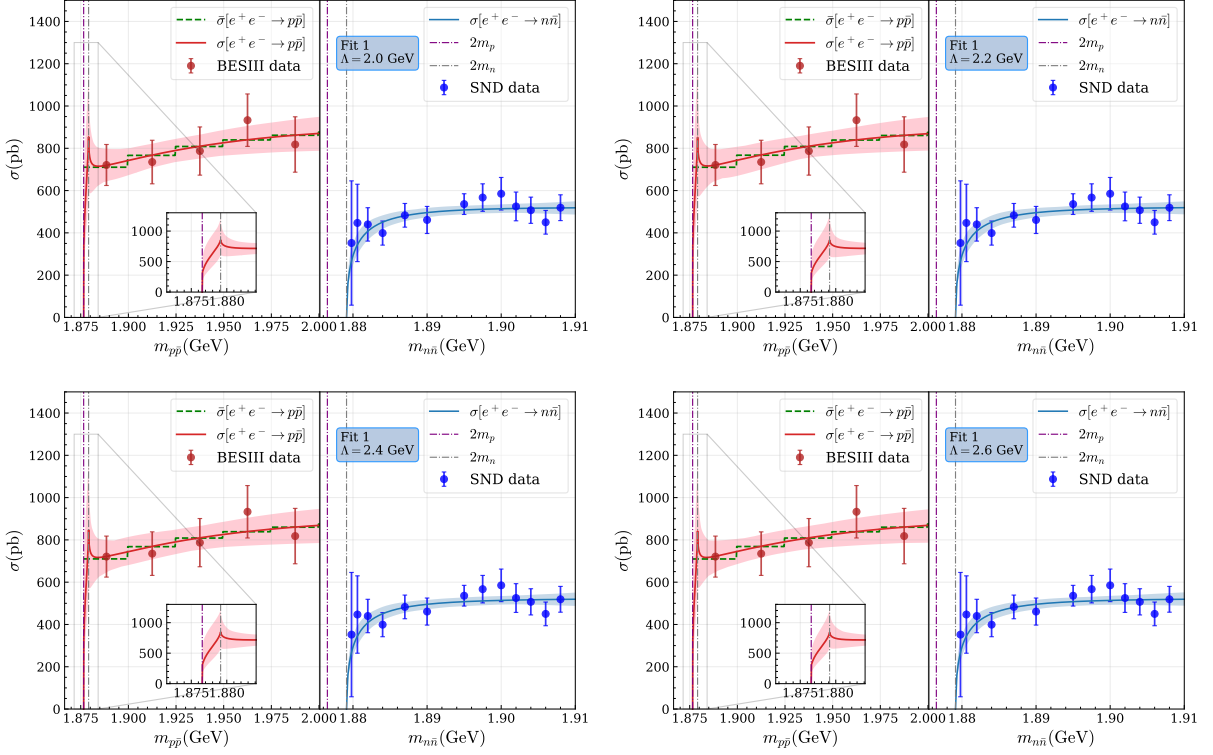 σ(pb)
1400
1200
1000
800
600
400
200
0
σ̄[e⁺e⁻→pp̄]
σ[e⁺e⁻→pp̄]
BESIII data
1000
500
0
1.875 1.880
1.875 1.900 1.925 1.950 1.975 2.000
m_{pp̄}(GeV)
Fit 1
Λ = 2.0 GeV
σ[e⁺e⁻→nn̄]
2m_p
2m_n
SND data
1.88 1.89 1.90 1.91
m_{nn̄}(GeV)
σ(pb)
1400
1200
1000
800
600
400
200
0
σ̄[e⁺e⁻→pp̄]
σ[e⁺e⁻→pp̄]
BESIII data
1000
500
0
1.875 1.880
1.875 1.900 1.925 1.950 1.975 2.000
m_{pp̄}(GeV)
Fit 1
Λ = 2.2 GeV
σ[e⁺e⁻→nn̄]
2m_p
2m_n
SND data
1.88 1.89 1.90 1.91
m_{nn̄}(GeV)
σ(pb)
1400
1200
1000
800
600
400
200
0
σ̄[e⁺e⁻→pp̄]
σ[e⁺e⁻→pp̄]
BESIII data
1000
500
0
1.875 1.880
1.875 1.900 1.925 1.950 1.975 2.000
m_{pp̄}(GeV)
Fit 1
Λ = 2.4 GeV
σ[e⁺e⁻→nn̄]
2m_p
2m_n
SND data
1.88 1.89 1.90 1.91
m_{nn̄}(GeV)
σ(pb)
1400
1200
1000
800
600
400
200
0
σ̄[e⁺e⁻→pp̄]
σ[e⁺e⁻→pp̄]
BESIII data
1000
500
0
1.875 1.880
1.875 1.900 1.925 1.950 1.975 2.000
m_{pp̄}(GeV)
Fit 1
Λ = 2.6 GeV
σ[e⁺e⁻→nn̄]
2m_p
2m_n
SND data
1.88 1.89 1.90 1.91
m_{nn̄}(GeV)